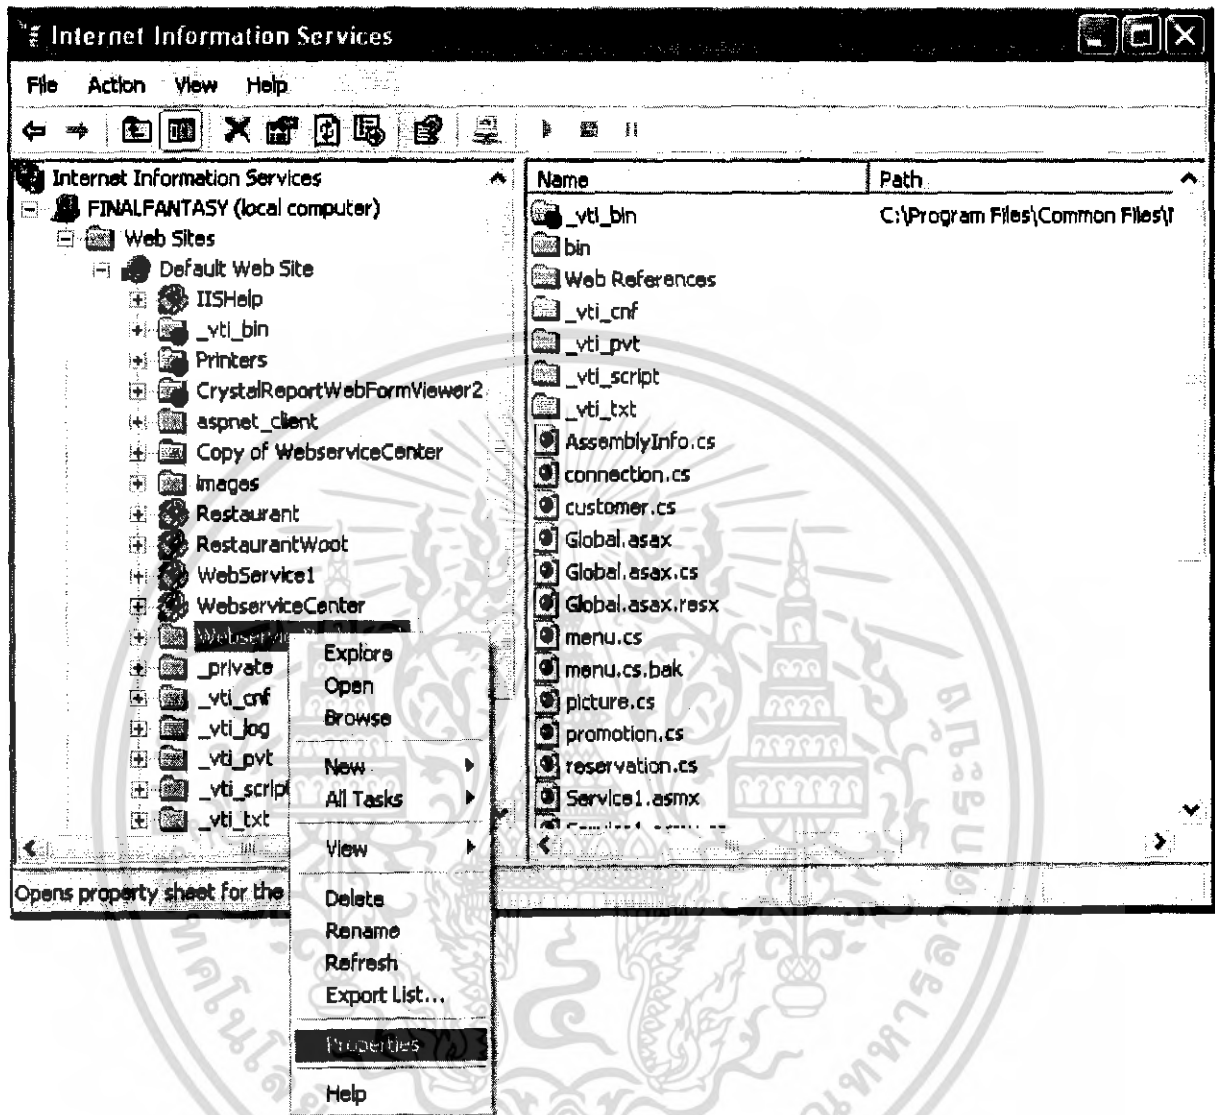 Internet Information Services
File Action View Help
Internet Information Services
FINALFANTASY (local computer)
Web Sites
Default Web Site
IISHelp
_vti_bin
Printers
CrystalReportWebFormViewer2
aspnet_client
Copy of WebserviceCenter
images
Restaurant
RestaurantWoot
WebService1
WebserviceCenter
_private
_vti_cnf
_vti_log
_vti_pvt
_vti_script
_vti_txt
Opens property sheet for the
Name Path
_vti_bin C:\Program Files\Common Files\
bin
Web References
_vti_cnf
_vti_pvt
_vti_script
_vti_txt
AssemblyInfo.cs
connection.cs
customer.cs
Global.asax
Global.asax.cs
Global.asax.resx
menu.cs
menu.cs.bak
picture.cs
promotion.cs
reservation.cs
Service1.asmx
Explore
Open
Browse
New
All Tasks
View
Delete
Rename
Refresh
Export List...
Properties
Help